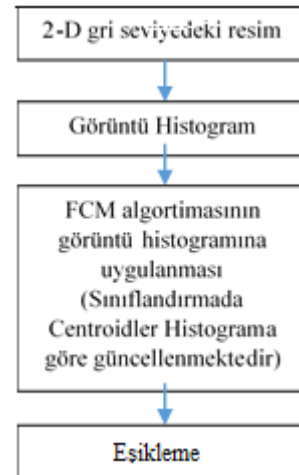 2-D gri seviyedeki resim
Görüntü Histogram
FCM algortimasının
görüntü histogramına
uygulanması
(Sınıflandırmada
Centroidler Histograma
göre güncellenmektedir)
Eşikleme